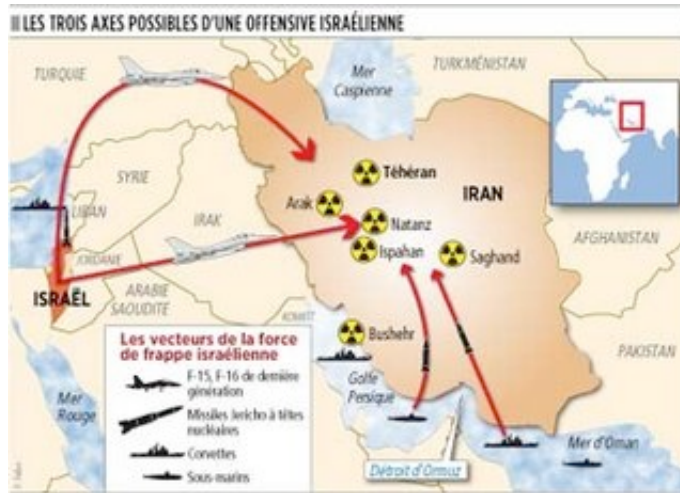 LES TROIS AXES POSSIBLES D'UNE OFFENSIVE ISRAÉLIENNE
TURQUIE
Mer
Caspienne
TURKMÉNISTAN
SYRIE
LIBAN
IRAK
JORDANIE
ISRAËL
ARABIE
SAOUDITE
KOWEÏT
Téhéran
IRAN
Arak
Natanz
Ispahan
Saghand
AFGHANISTAN
Bushehr
PAKISTAN
Golfe
Persique
Mer
Rouge
Détroit d'Ormuz
Mer d'Oman
Les vecteurs de la force
de frappe israélienne
F-15, F-16 de dernière
génération
Missiles Jericho à têtes
nucléaires
Corvettes
Sous-marins